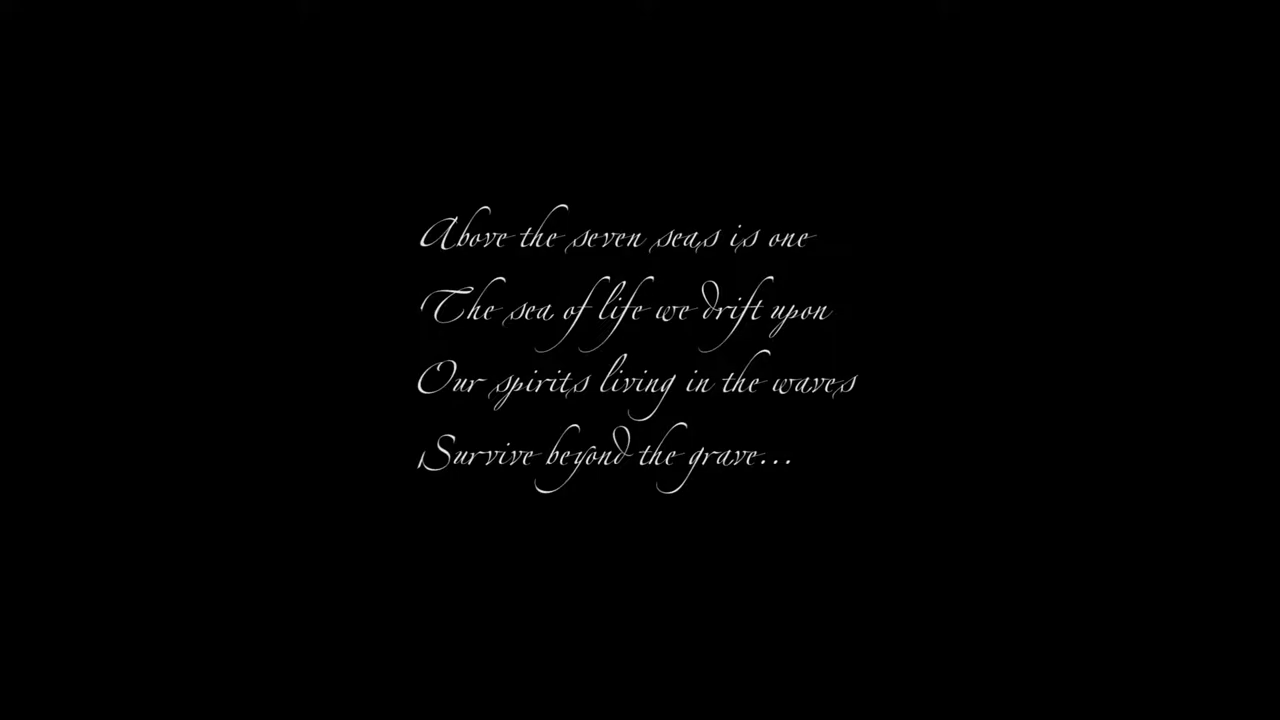 Above the seven seas is one
The sea of life we drift upon
Our spirits living in the waves
Survive beyond the grave...